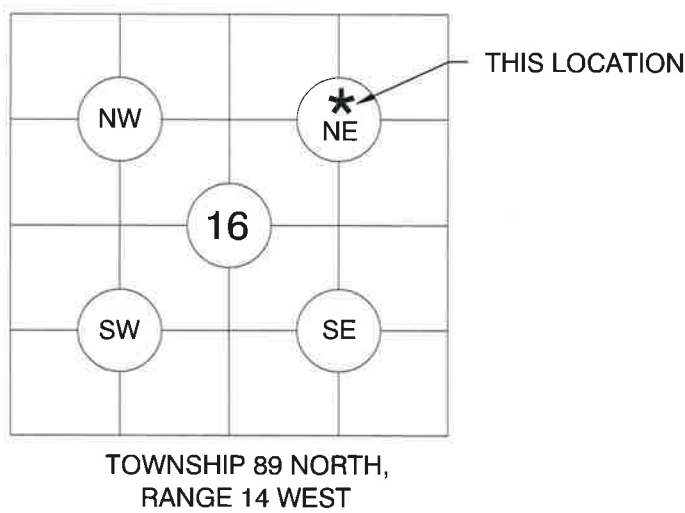 THIS LOCATION
NW
*
NE
16
SW
SE
TOWNSHIP 89 NORTH,
RANGE 14 WEST